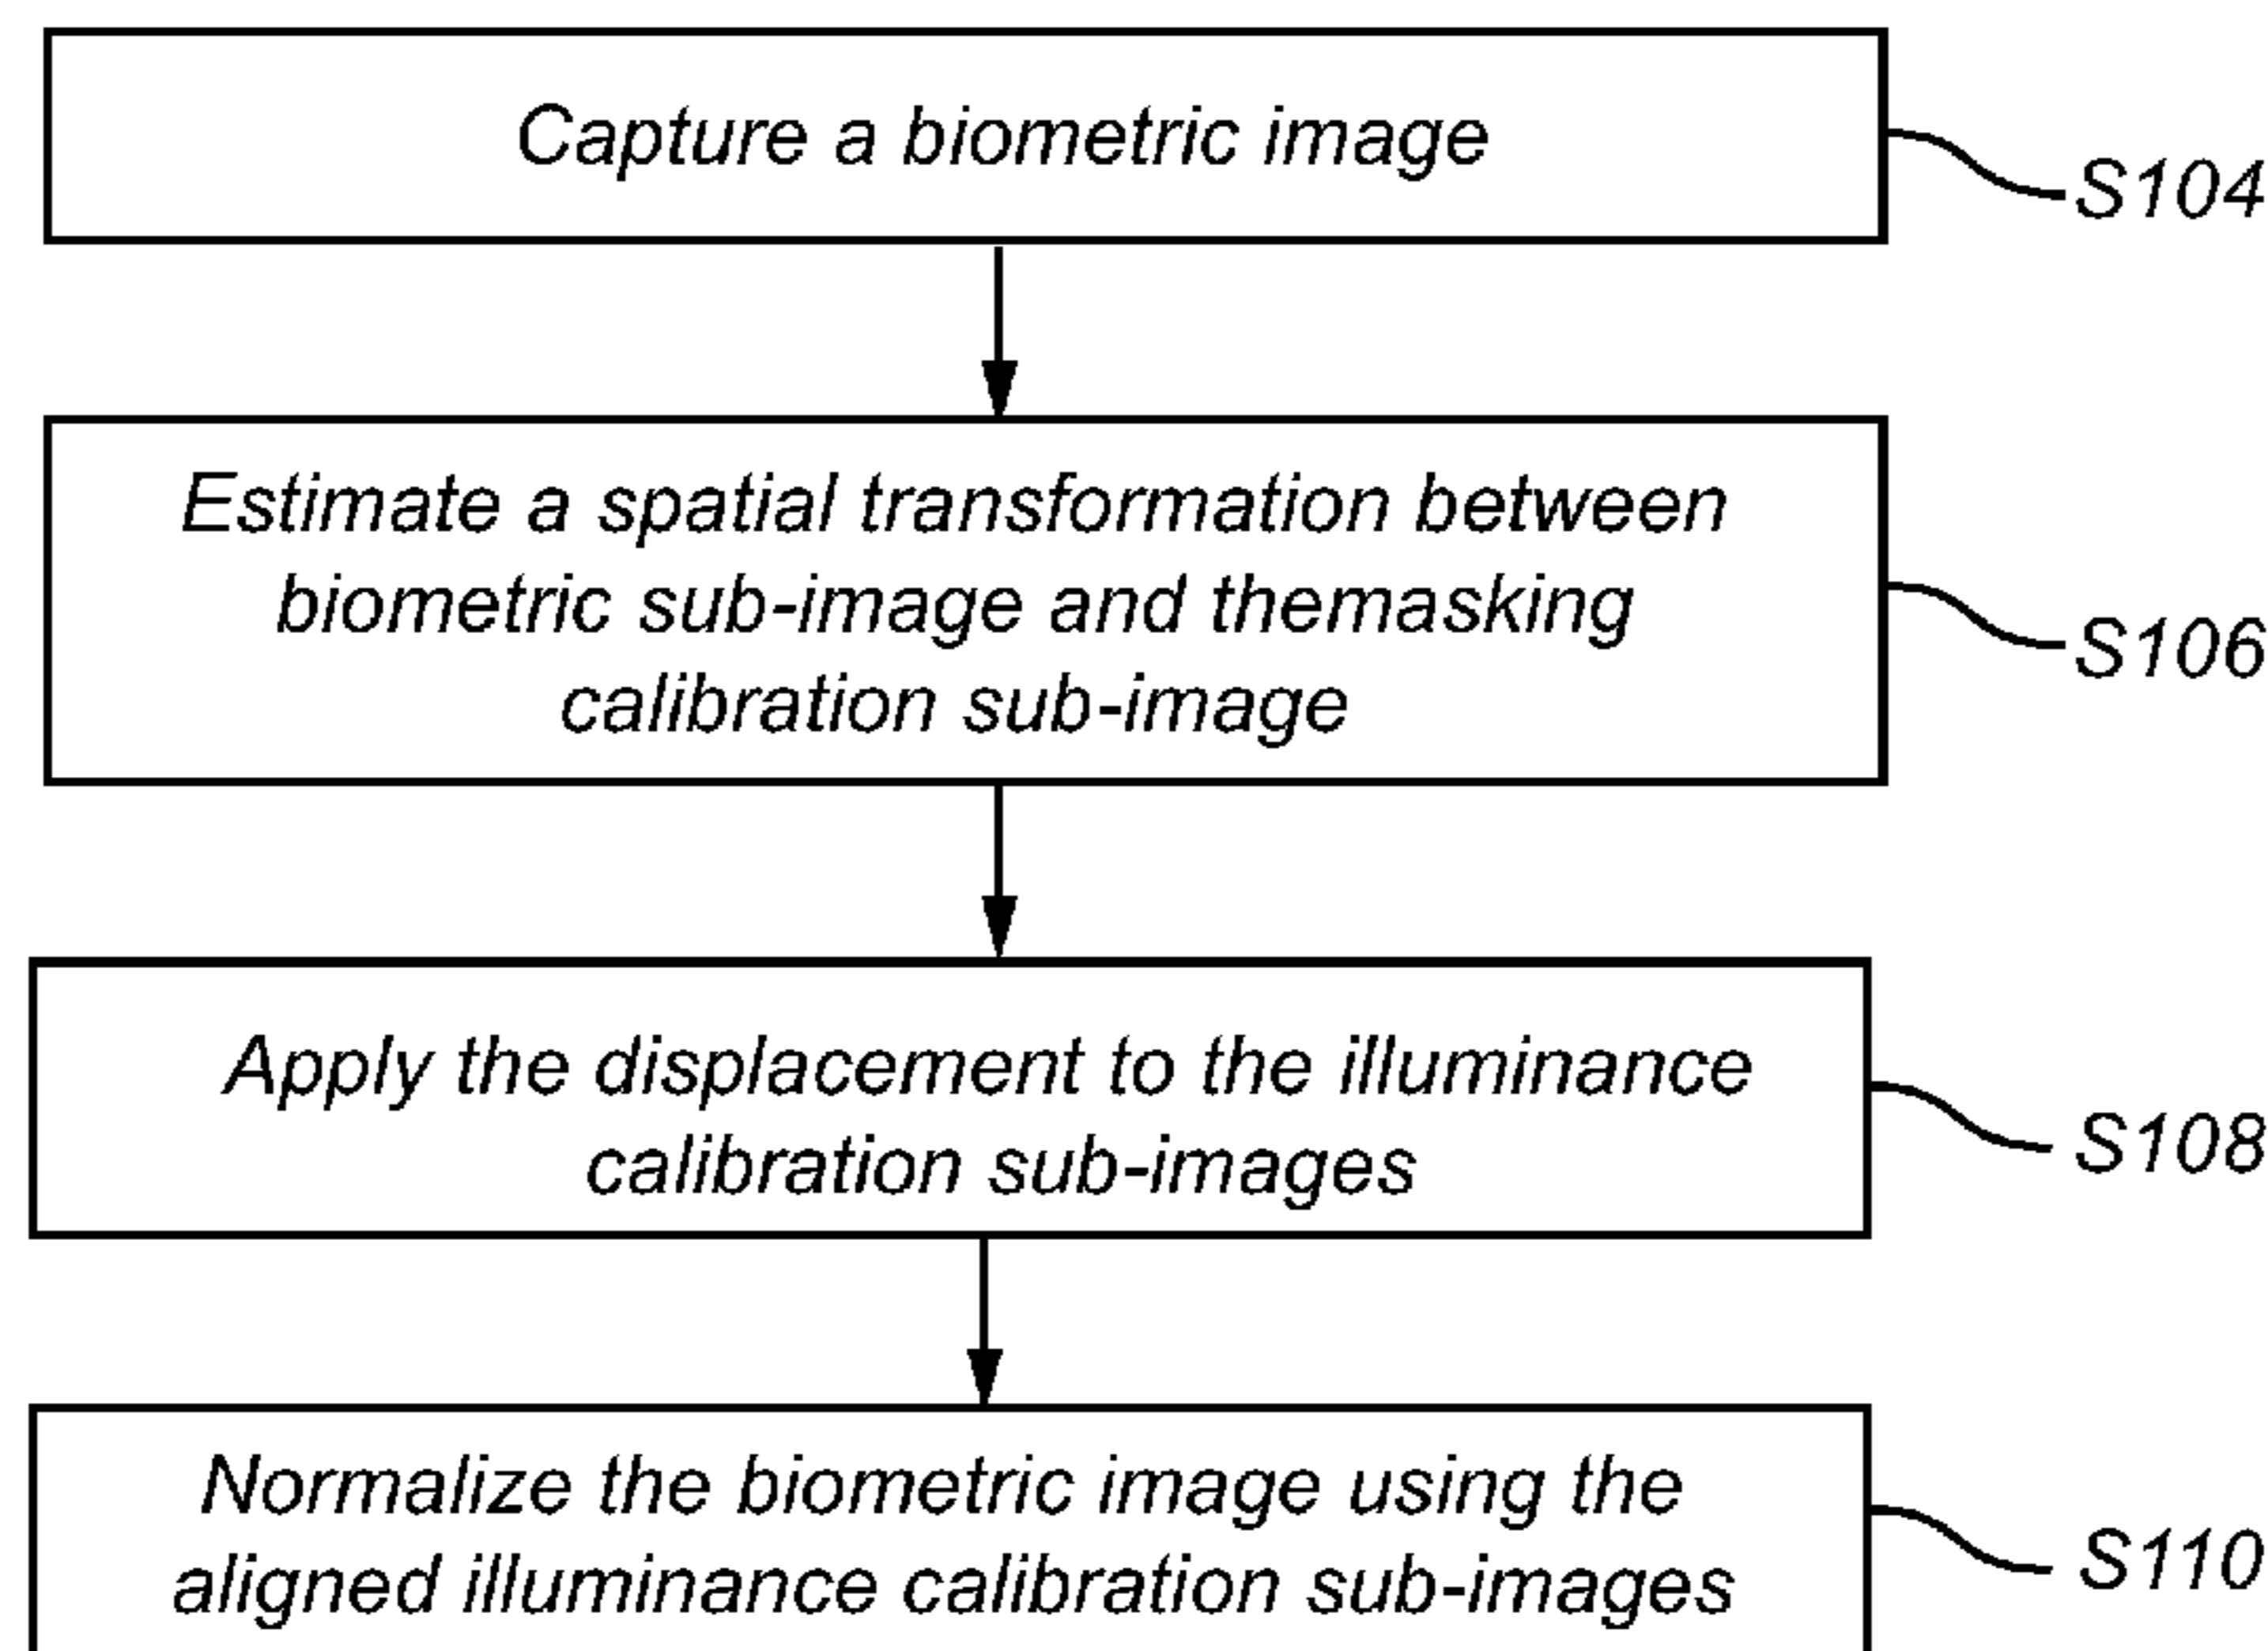 Capture a biometric image
S104
Estimate a spatial transformation between
biometric sub-image and themasking
calibration sub-image
S106
Apply the displacement to the illuminance
calibration sub-images
S108
Normalize the biometric image using the
aligned illuminance calibration sub-images
S110